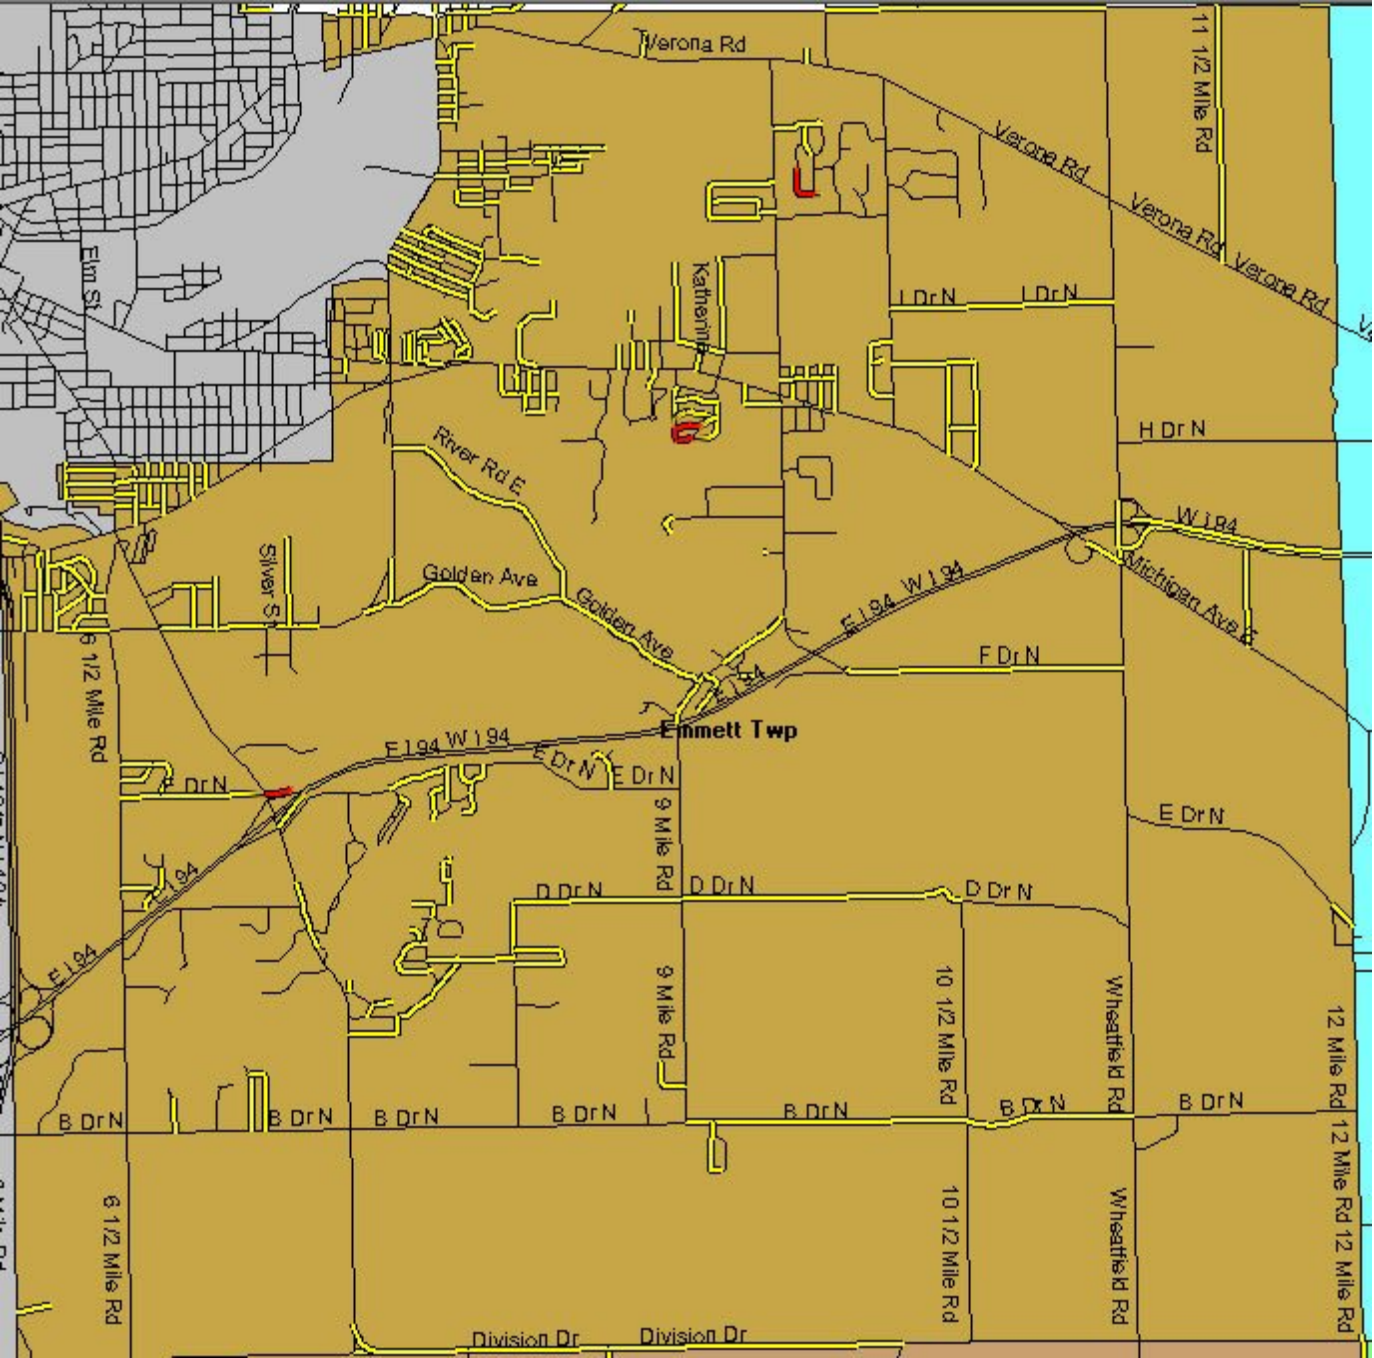 Verona Rd
11 1/2 Mile Rd
Verona Rd
Verona Rd
Verona Rd
Elm St
Katherine
I Dr N
I Dr N
H Dr N
River Rd E
W I 94
Silver St
Golden Ave
Golden Ave
W I 94
E I 94
Michigan Ave E
6 1/2 Mile Rd
F Dr N
E I 94
Emmett Twp
E I 94
W I 94
E Dr N
E Dr N
F Dr N
9 Mile Rd
E Dr N
I 94
D Dr N
D Dr N
D Dr N
E I 94
9 Mile Rd
10 1/2 Mile Rd
Wheatfield Rd
12 Mile Rd
B Dr N
B Dr N
B Dr N
B Dr N
B Dr N
B Dr N
B Dr N
12 Mile Rd
12 Mile Rd
6 1/2 Mile Rd
10 1/2 Mile Rd
Wheatfield Rd
Division Dr
Division Dr